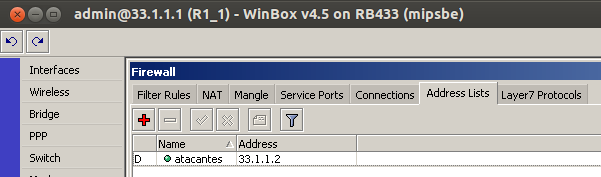 admin@33.1.1.1 (R1_1) - WinBox v4.5 on RB433 (mipsbe)
Interfaces
Wireless
Bridge
PPP
Switch
Firewall
Filter Rules NAT Mangle Service Ports Connections Address Lists Layer7 Protocols
Name Address
D atacantes 33.1.1.2